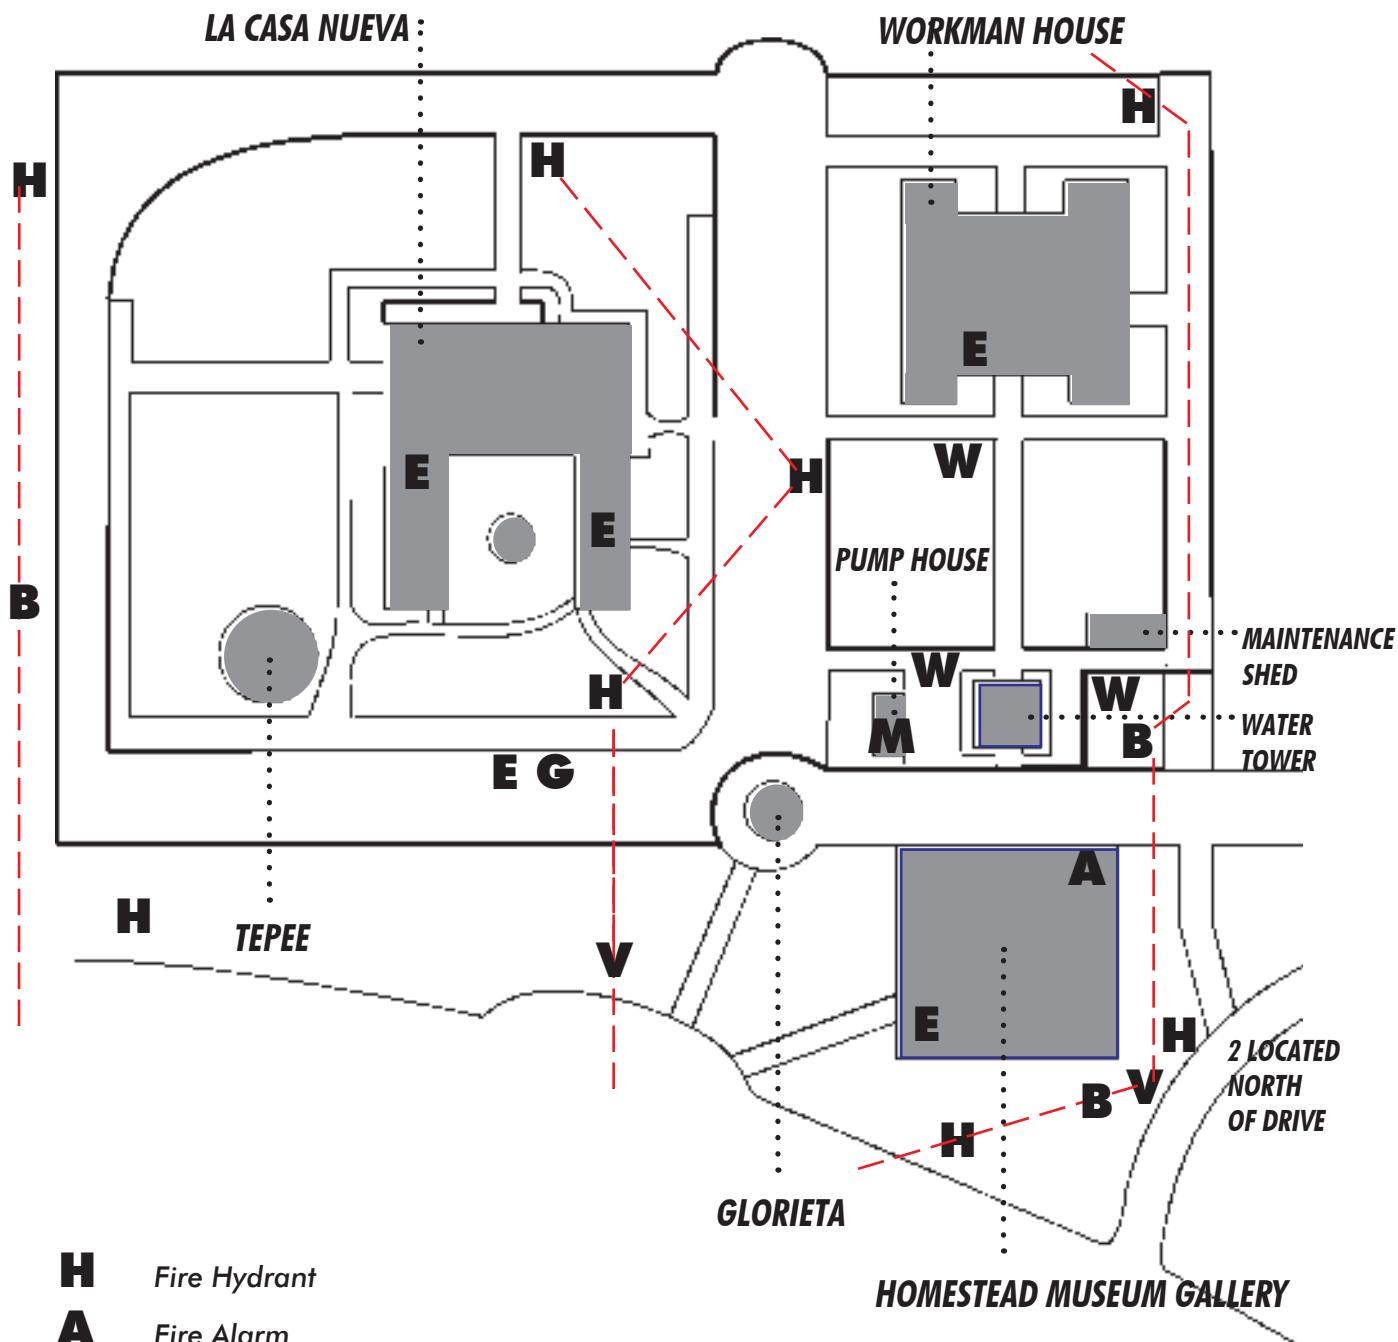 LA CASA NUEVA
WORKMAN HOUSE
H
H
H
E
W
E
H
E
PUMP HOUSE
B
MAINTENANCE
SHED
W
H
W
M
B
WATER
TOWER
E G
A
H
TEPEE
V
E
H
2 LOCATED
NORTH
OF DRIVE
B
V
H
GLORIETA
H Fire Hydrant
HOMESTEAD MUSEUM GALLERY
A Fire Alarm